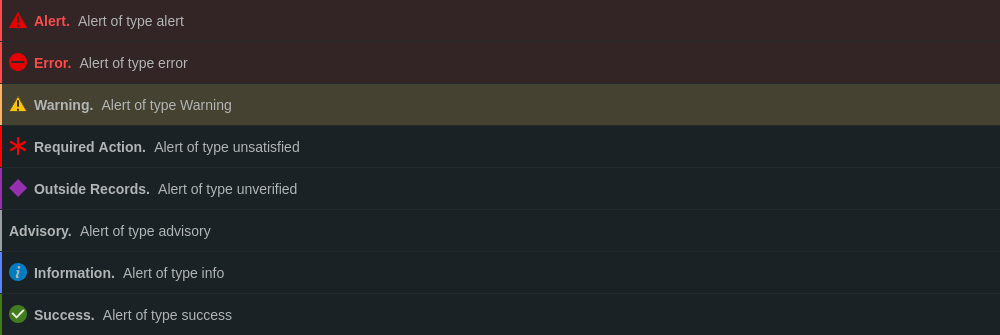 Alert. Alert of type alert
Error. Alert of type error
Warning. Alert of type Warning
Required Action. Alert of type unsatisfied
Outside Records. Alert of type unverified
Advisory. Alert of type advisory
Information. Alert of type info
Success. Alert of type success